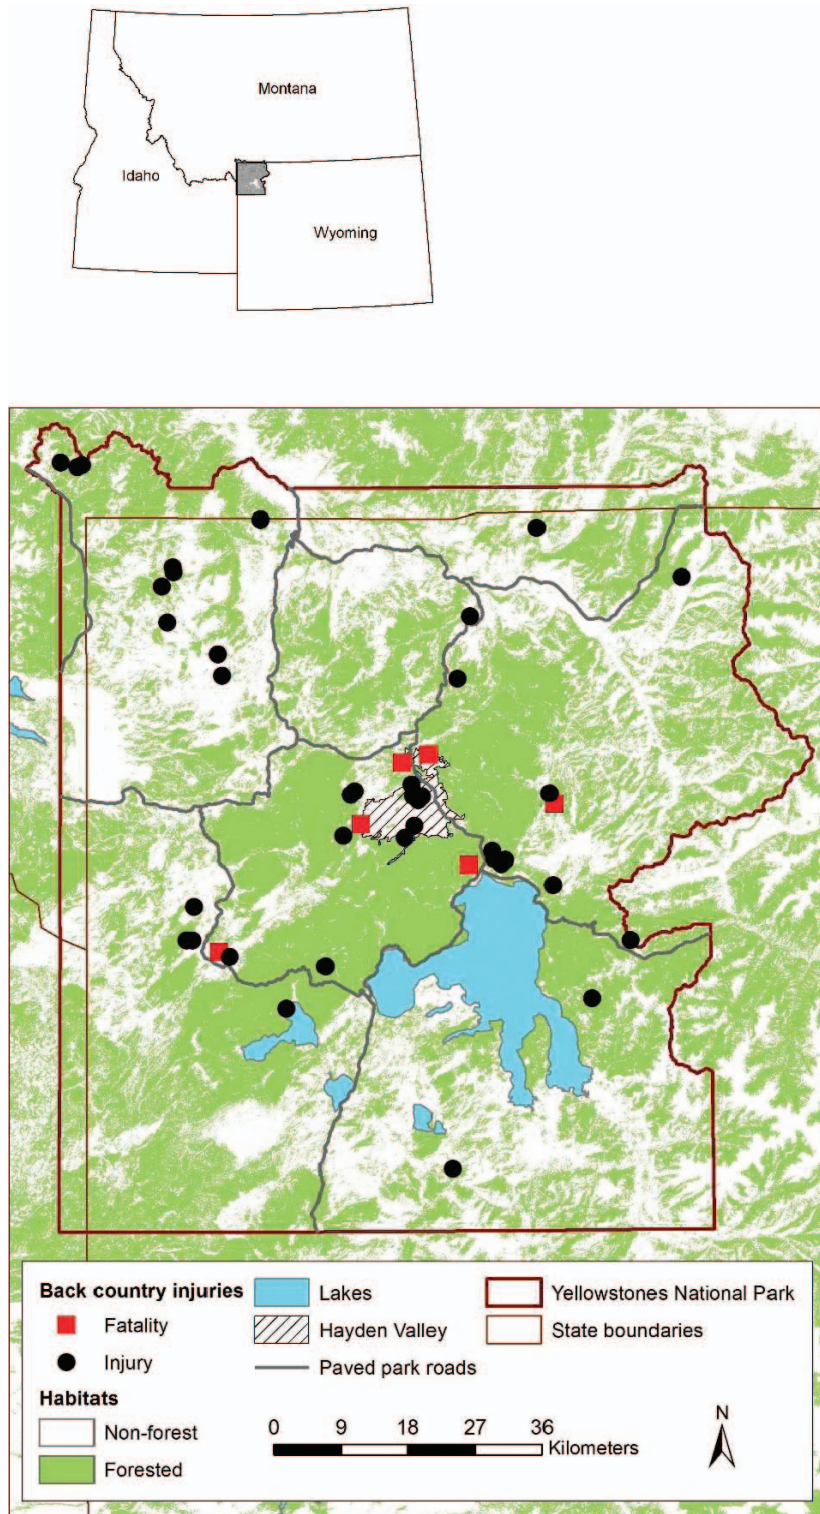 Montana
Idaho
Wyoming
Back country injuries
Fatality
Injury
Habitats
Non-forest
Forested
Lakes
Hayden Valley
Paved park roads
0 9 18 27 36
Kilometers
Yellowstones National Park
State boundaries
N